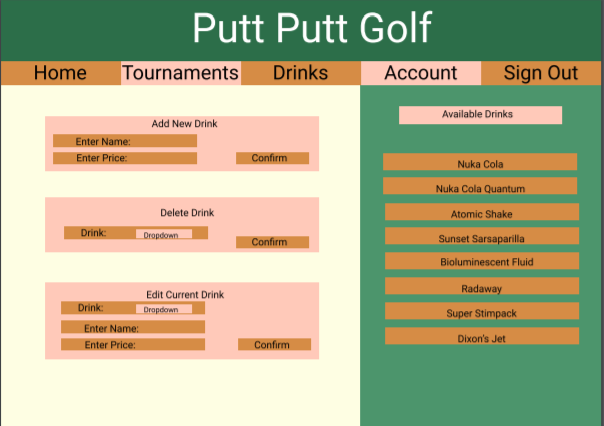 Putt Putt Golf
Home Tournaments Drinks Account Sign Out
Add New Drink
Enter Name:
Enter Price: Confirm
Delete Drink
Drink: Dropdown
Confirm
Edit Current Drink
Drink: Dropdown
Enter Name:
Enter Price: Confirm
Available Drinks
Nuka Cola
Nuka Cola Quantum
Atomic Shake
Sunset Sarsaparilla
Bioluminescent Fluid
Radaway
Super Stimpack
Dixon's Jet